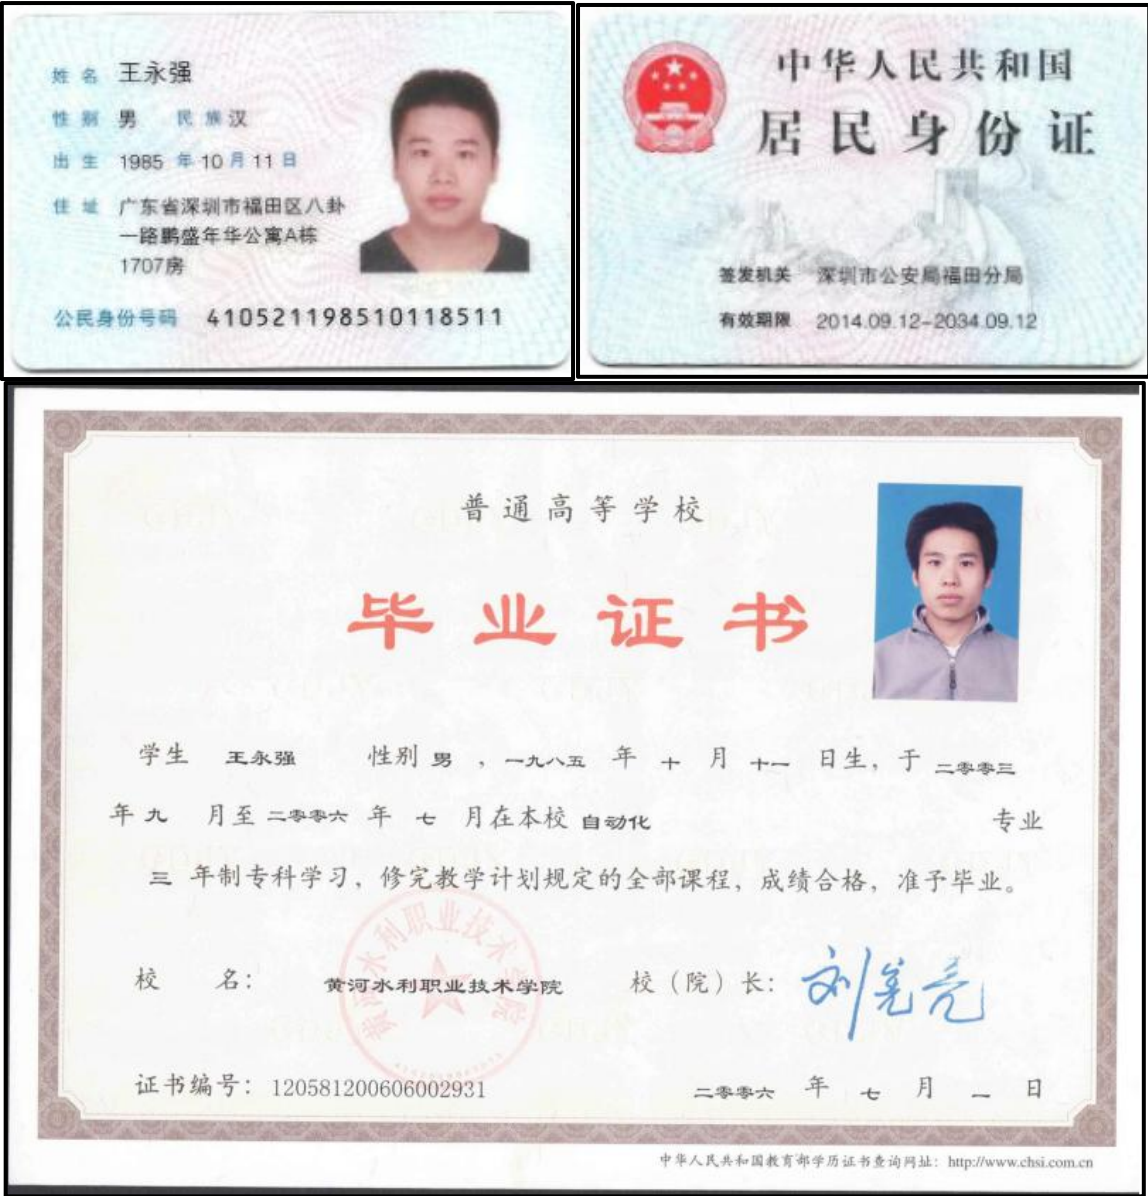 姓名 王永强
性别 男 民族 汉
出生 1985 年 10 月 11 日
住址 广东省深圳市福田区八卦
一路鹏盛年华公寓A栋
1707房
公民身份号码 410521198510118511
中华人民共和国
居民身份证
签发机关 深圳市公安局福田分局
有效期限 2014.09.12-2034.09.12
普通高等学校
毕业证书
学生 王永强 性别 男 ，一九八五 年 十 月 十一 日生，于 二零零三
年 九 月至 二零零六 年 七 月在本校 自动化 专业
三 年制专科学习，修完教学计划规定的全部课程，成绩合格，准予毕业。
黄河水利职业技术学院
校 名： 黄河水利职业技术学院 校（院）长：
证书编号：120581200606002931 二零零六 年 七 月 一 日
中华人民共和国教育部学历证书查询网址：http://www.chsi.com.cn